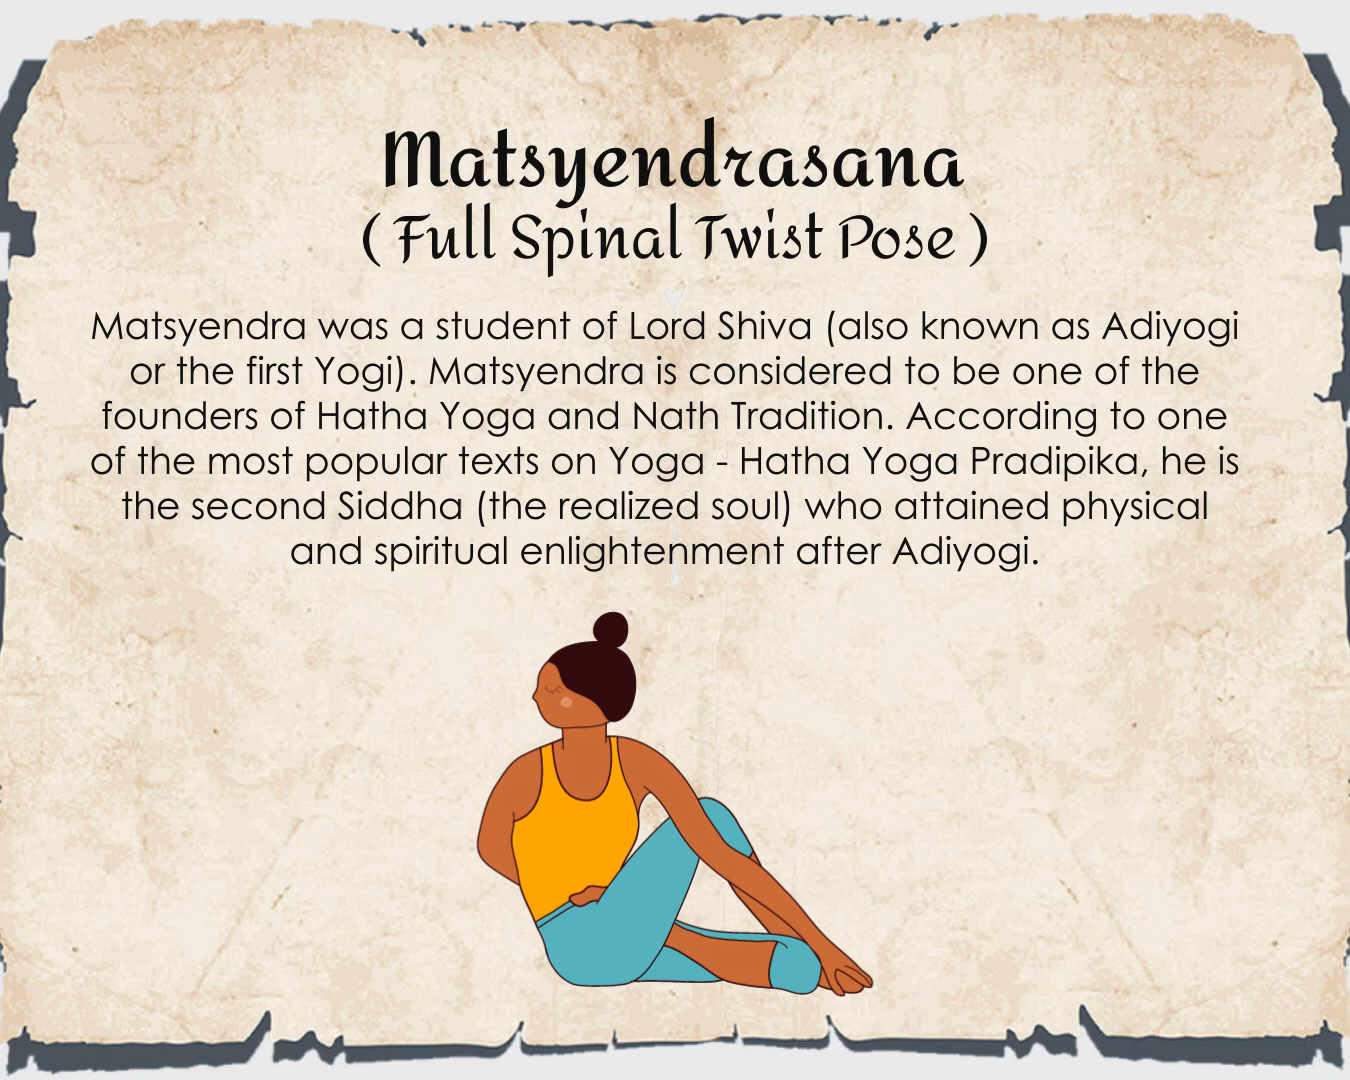 Matsyendrasana
( Full Spinal Twist Pose )
Matsyendra was a student of Lord Shiva (also known as Adiyogi
or the first Yogi). Matsyendra is considered to be one of the
founders of Hatha Yoga and Nath Tradition. According to one
of the most popular texts on Yoga - Hatha Yoga Pradipika, he is
the second Siddha (the realized soul) who attained physical
and spiritual enlightenment after Adiyogi.